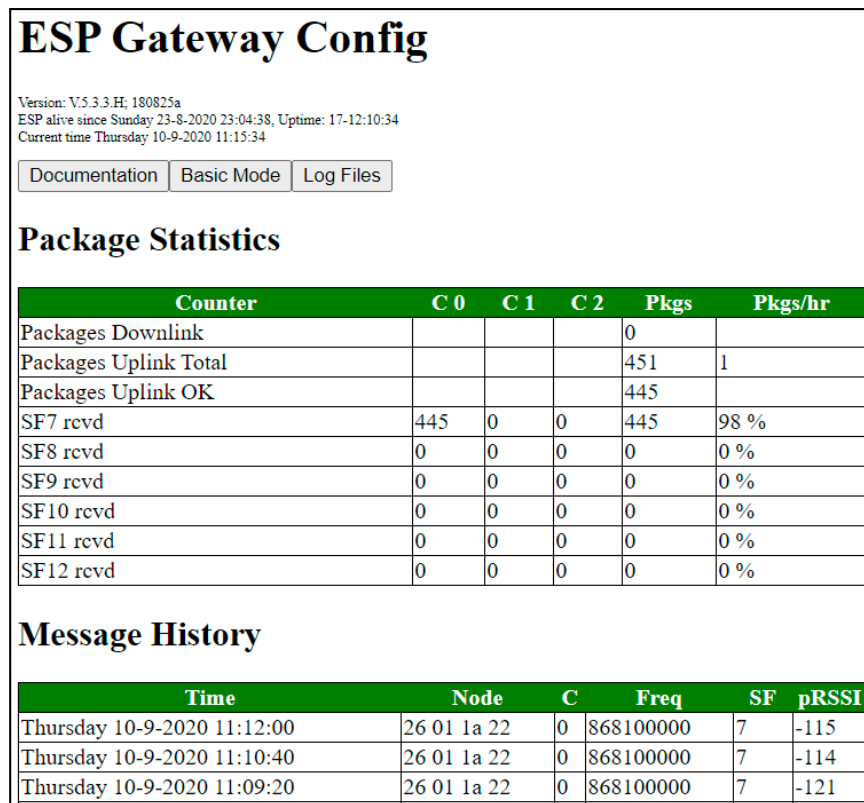 ESP Gateway Config
Version: V.5.3.3.H; 180825a
ESP alive since Sunday 23-8-2020 23:04:38, Uptime: 17-12:10:34
Current time Thursday 10-9-2020 11:15:34
Documentation Basic Mode Log Files
Package Statistics
Counter C 0 C 1 C 2 Pkgs Pkgs/hr
Packages Downlink 0
Packages Uplink Total 451 1
Packages Uplink OK 445
SF7 rcvd 445 0 0 445 98 %
SF8 rcvd 0 0 0 0 0 %
SF9 rcvd 0 0 0 0 0 %
SF10 rcvd 0 0 0 0 0 %
SF11 rcvd 0 0 0 0 0 %
SF12 rcvd 0 0 0 0 0 %
Message History
Time Node C Freq SF pRSSI
Thursday 10-9-2020 11:12:00 26 01 1a 22 0 868100000 7 -115
Thursday 10-9-2020 11:10:40 26 01 1a 22 0 868100000 7 -114
Thursday 10-9-2020 11:09:20 26 01 1a 22 0 868100000 7 -121